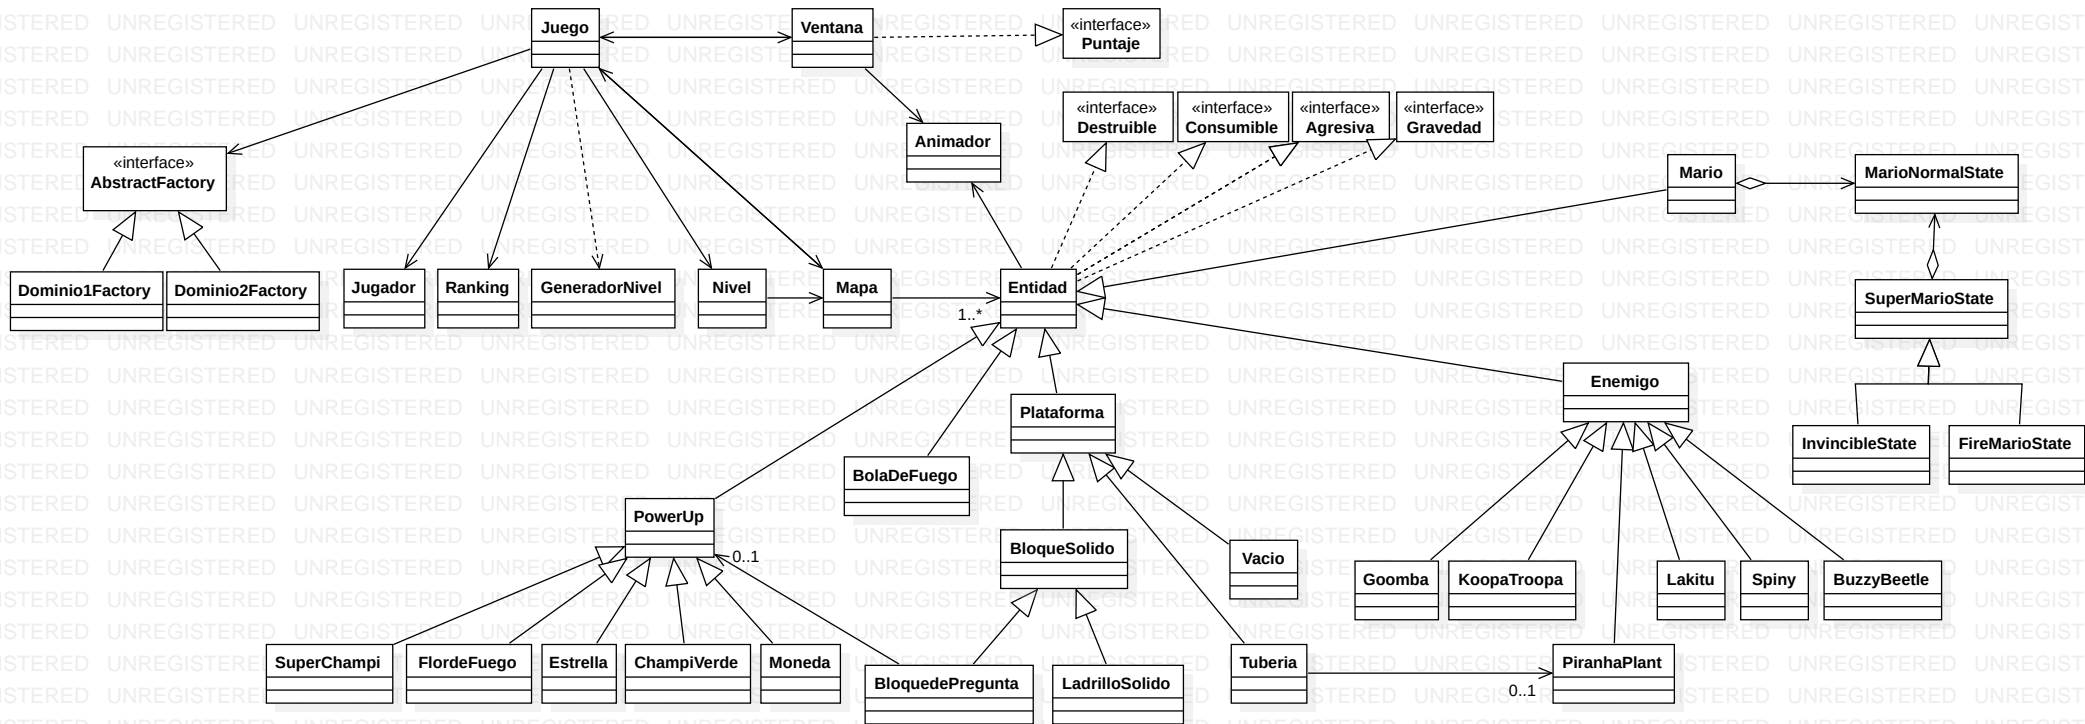 Juego
Ventana
«interface»
Puntaje
«interface»
Destruible
«interface»
Consumible
«interface»
Agresiva
«interface»
Gravedad
Animador
«interface»
AbstractFactory
Mario
MarioNormalState
Dominio1Factory
Dominio2Factory
Jugador
Ranking
GeneradorNivel
Nivel
Mapa
Entidad
1..*
SuperMarioState
Enemigo
Plataforma
InvincibleState
FireMarioState
BolaDeFuego
PowerUp
0..1
BloqueSolido
Vacio
Goomba
KoopaTroopa
Lakitu
Spiny
BuzzyBeetle
SuperChampi
FlordeFuego
Estrella
ChampiVerde
Moneda
BloquedePregunta
LadrilloSolido
Tuberia
0..1
PiranhaPlant
UNREGISTERED